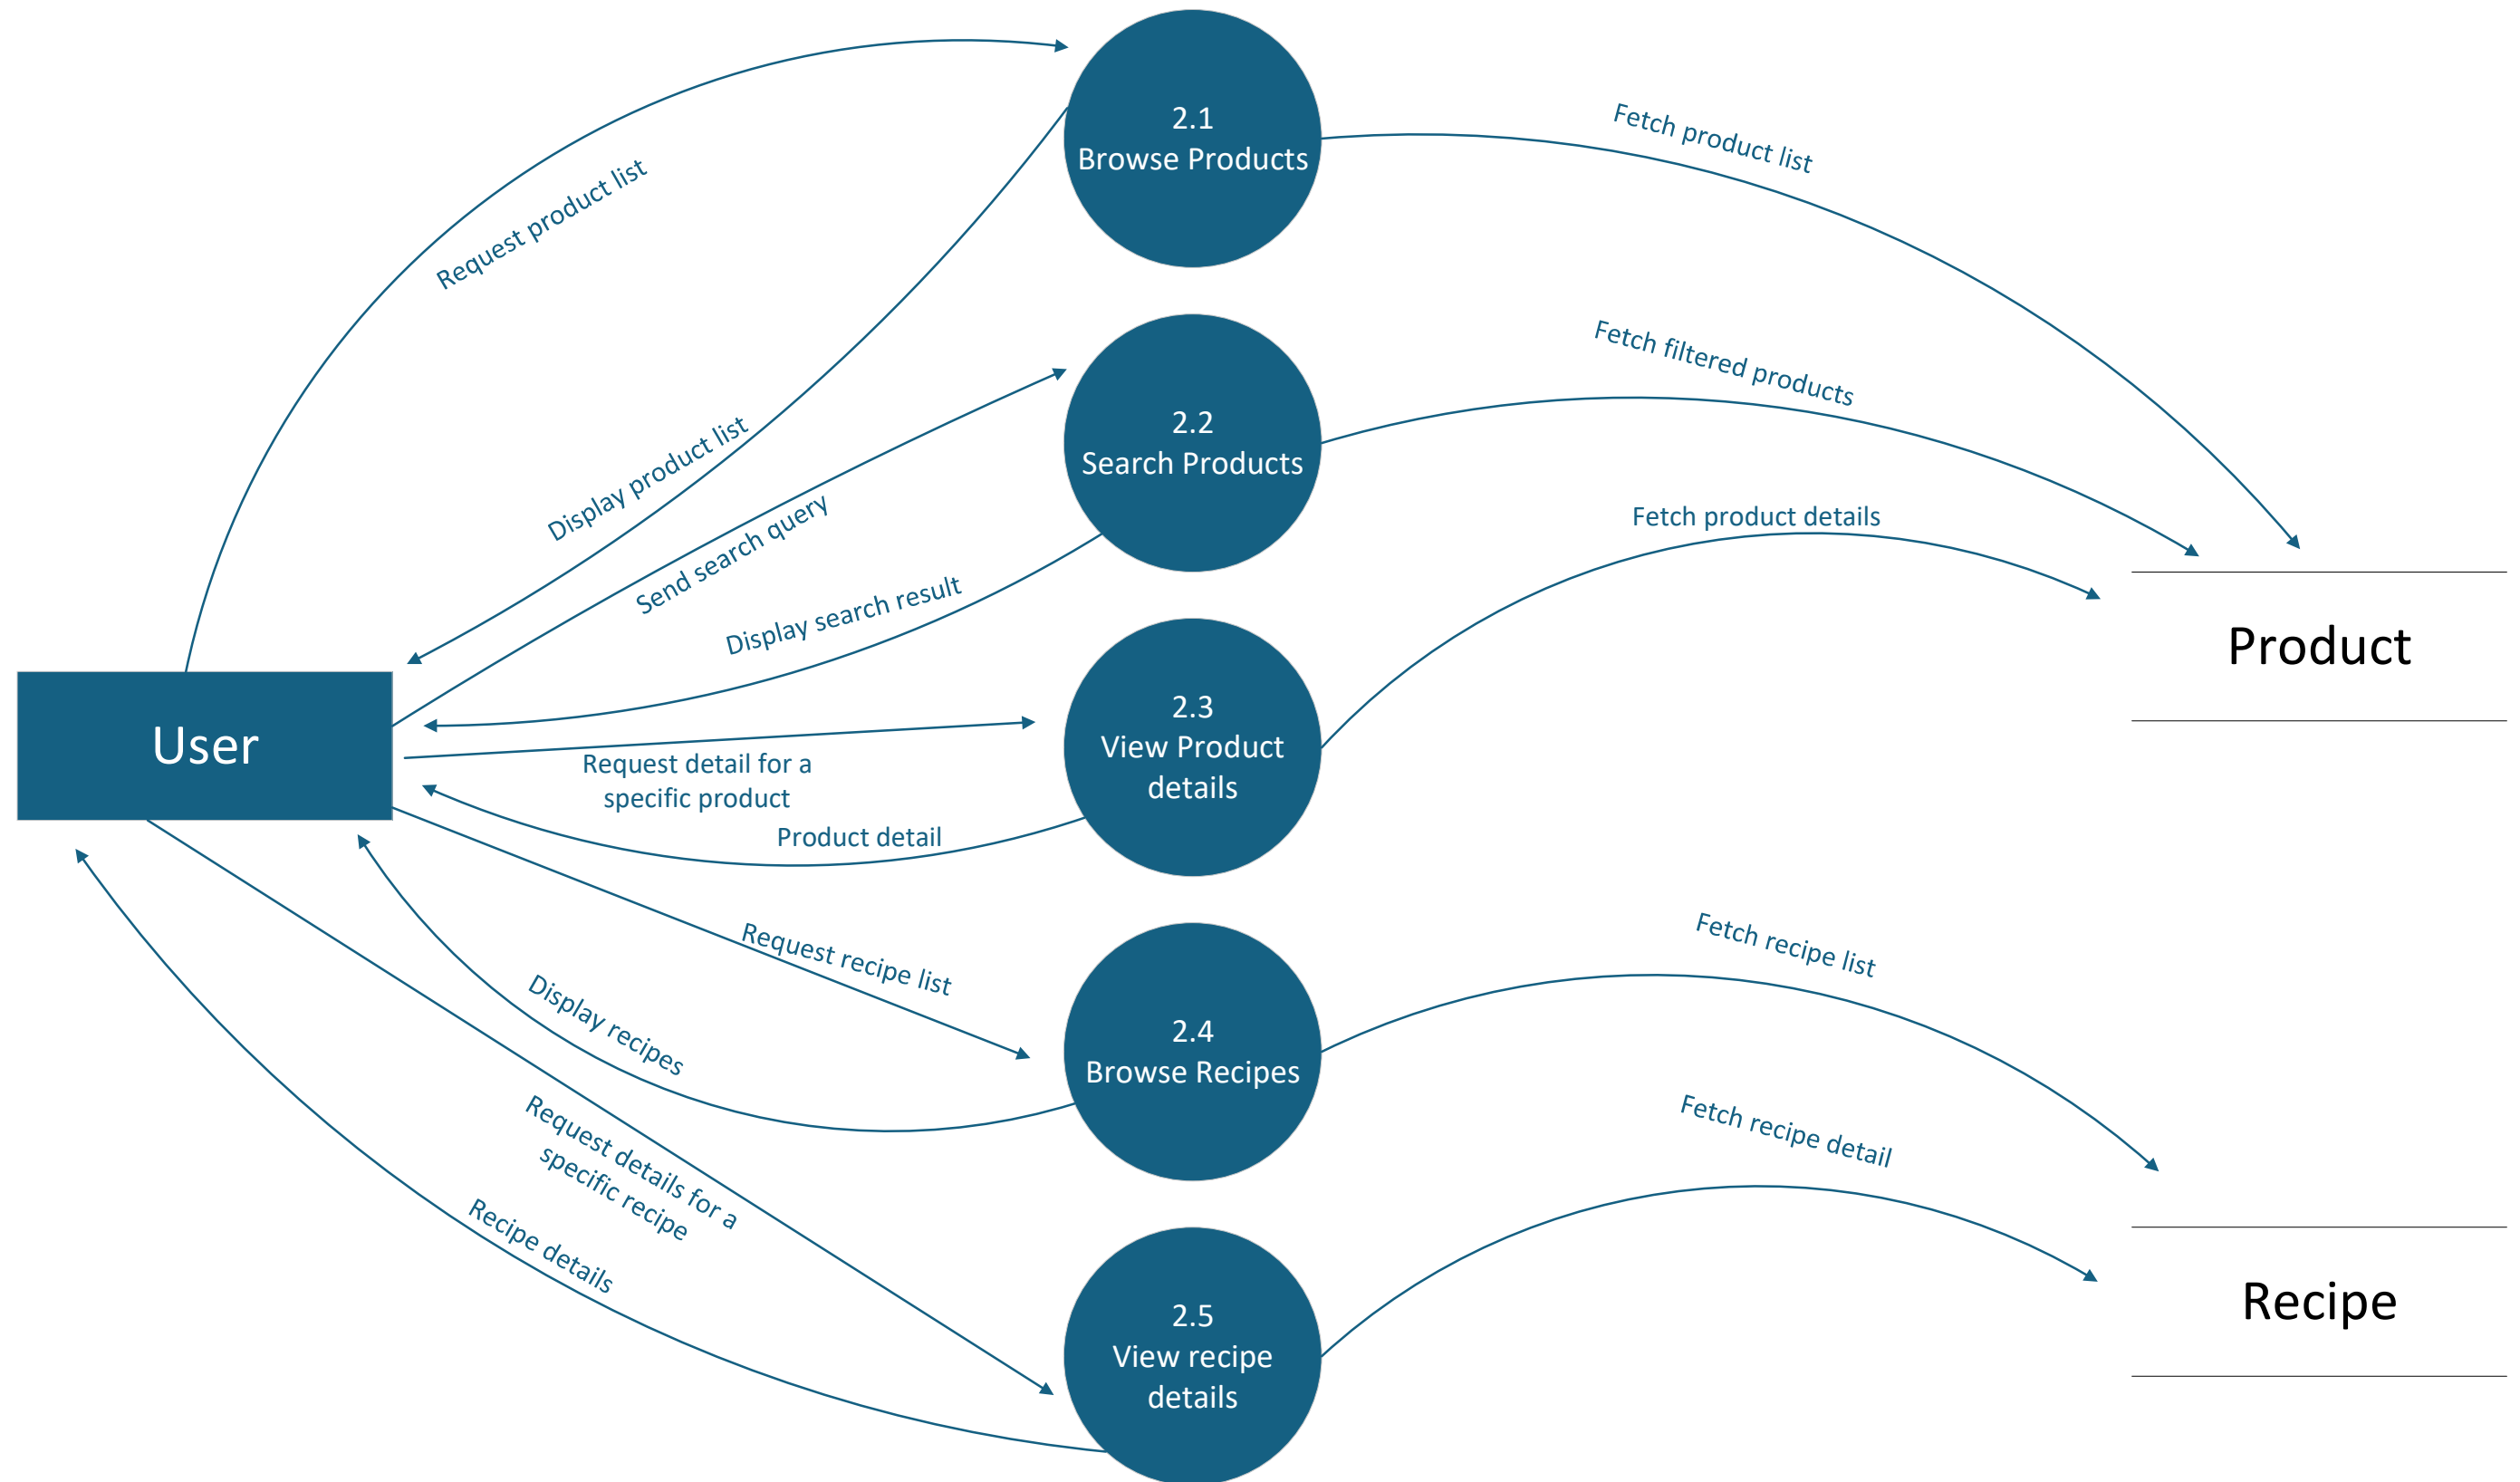 2.1
Browse Products
Fetch product list
Request product list
2.2
Search Products
Fetch filtered products
Display product list
Send search query
Display search result
Fetch product details
Product
User
2.3
View Product
details
Request detail for a
specific product
Product detail
Request recipe list
Display recipes
2.4
Browse Recipes
Fetch recipe list
Fetch recipe detail
Request details for a
specific recipe
Recipe details
2.5
View recipe
details
Recipe